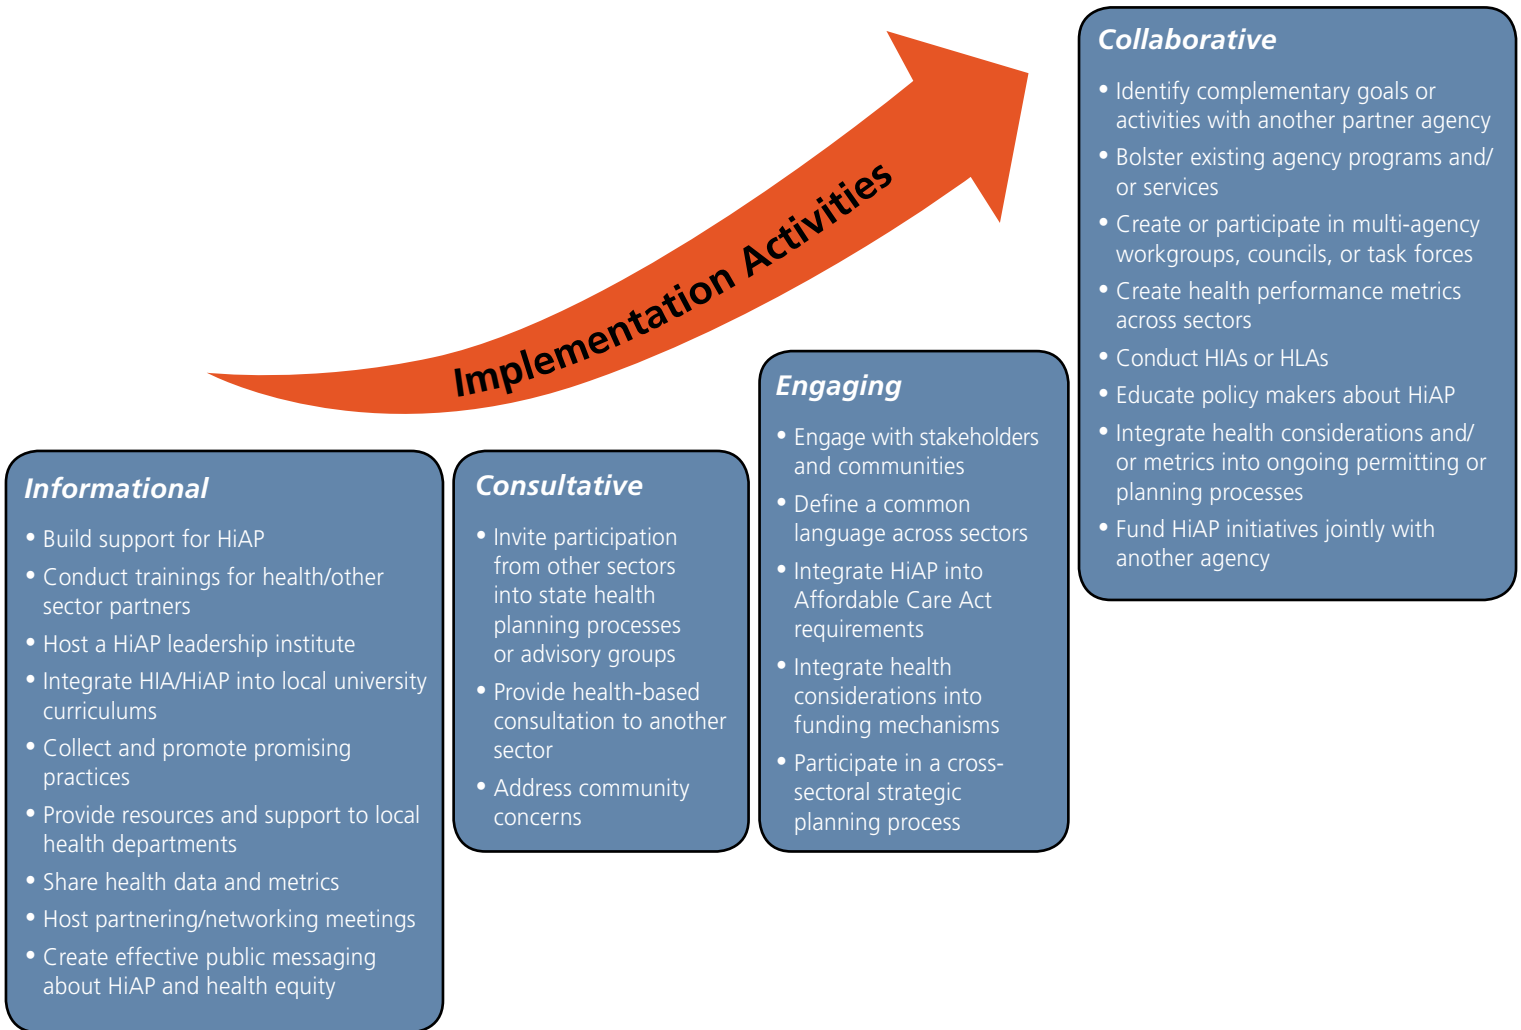 Implementation Activities
Informational
• Build support for HiAP
• Conduct trainings for health/other
sector partners
• Host a HiAP leadership institute
• Integrate HIA/HiAP into local university
curriculums
• Collect and promote promising
practices
• Provide resources and support to local
health departments
• Share health data and metrics
• Host partnering/networking meetings
• Create effective public messaging
about HiAP and health equity
Consultative
• Invite participation
from other sectors
into state health
planning processes
or advisory groups
• Provide health-based
consultation to another
sector
• Address community
concerns
Engaging
• Engage with stakeholders
and communities
• Define a common
language across sectors
• Integrate HiAP into
Affordable Care Act
requirements
• Integrate health
considerations into
funding mechanisms
• Participate in a cross-
sectoral strategic
planning process
Collaborative
• Identify complementary goals or
activities with another partner agency
• Bolster existing agency programs and/
or services
• Create or participate in multi-agency
workgroups, councils, or task forces
• Create health performance metrics
across sectors
• Conduct HIAs or HLAs
• Educate policy makers about HiAP
• Integrate health considerations and/
or metrics into ongoing permitting or
planning processes
• Fund HiAP initiatives jointly with
another agency